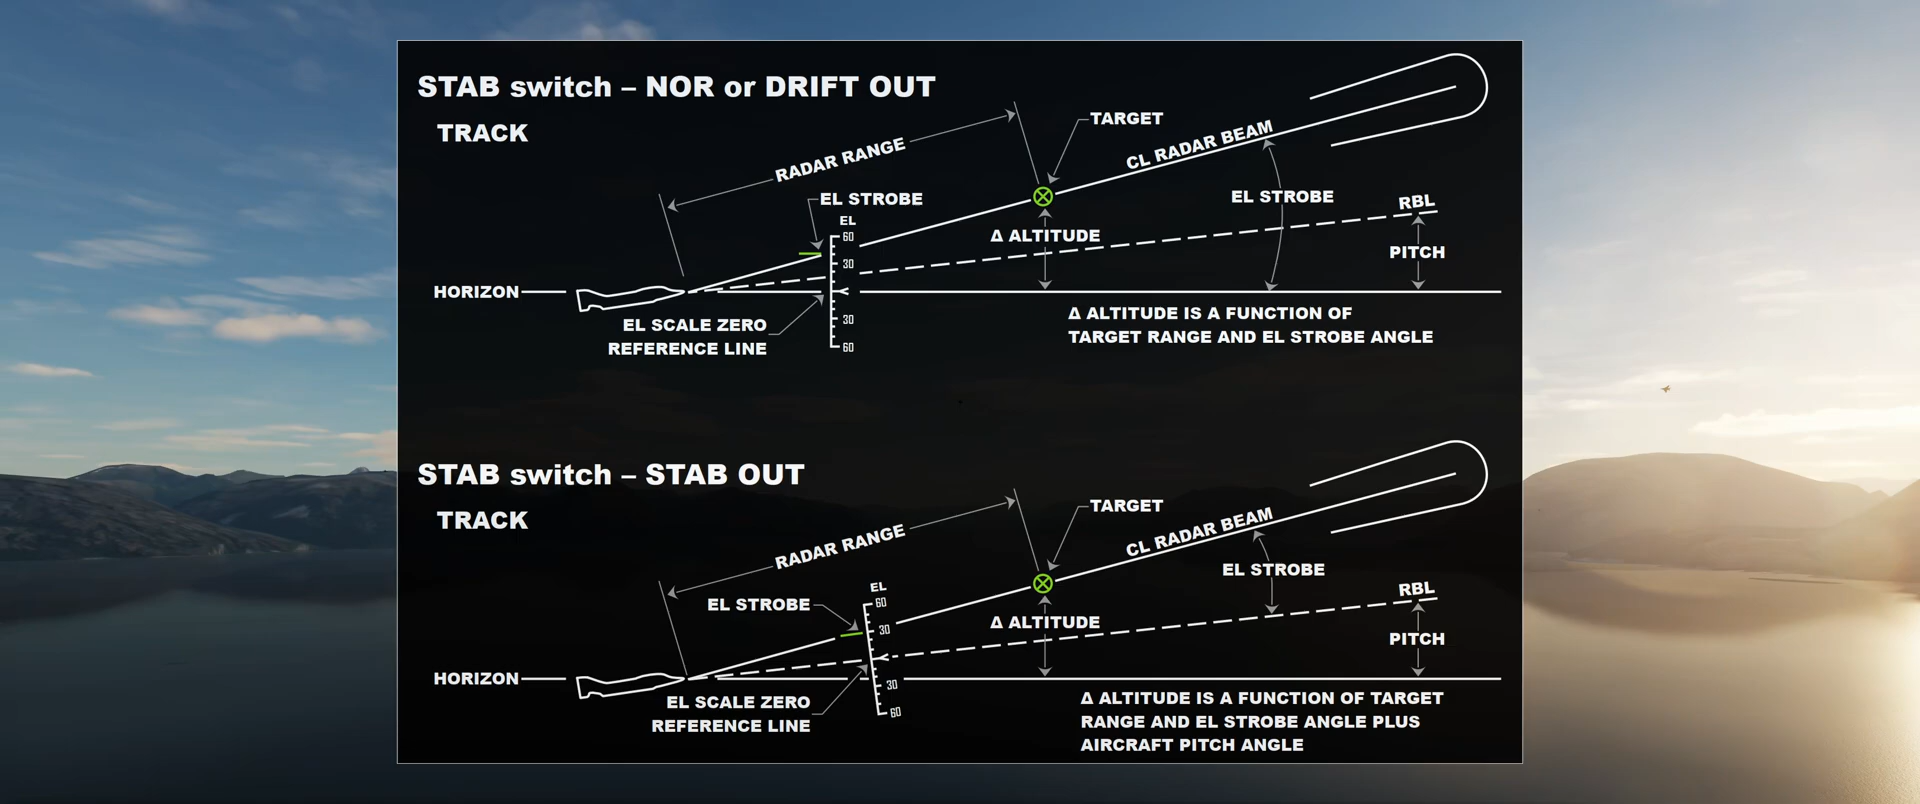 STAB switch – NOR or DRIFT OUT
TRACK
TARGET
CL RADAR BEAM
RADAR RANGE
EL STROBE
EL
60
30
30
60
Δ ALTITUDE
EL STROBE
RBL
PITCH
HORIZON
EL SCALE ZERO
REFERENCE LINE
Δ ALTITUDE IS A FUNCTION OF
TARGET RANGE AND EL STROBE ANGLE
STAB switch – STAB OUT
TRACK
TARGET
CL RADAR BEAM
RADAR RANGE
EL STROBE
EL
60
30
30
60
Δ ALTITUDE
EL STROBE
RBL
PITCH
HORIZON
EL SCALE ZERO
REFERENCE LINE
Δ ALTITUDE IS A FUNCTION OF TARGET
RANGE AND EL STROBE ANGLE PLUS
AIRCRAFT PITCH ANGLE